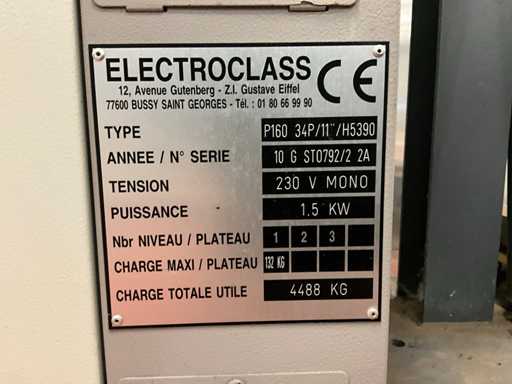 ELECTROCLASS CE
12, Avenue Gutenberg - Z.I. Gustave Eiffel
77600 BUSSY SAINT GEORGES - Tél. : 01 80 66 99 90
TYPE P160 34P/11"/H5390
ANNEE / N° SERIE 10 G ST0792/2 2A
TENSION 230 V MONO
PUISSANCE 1.5 KW
Nbr NIVEAU / PLATEAU 1 2 3
CHARGE MAXI / PLATEAU 132 KG
CHARGE TOTALE UTILE 4488 KG